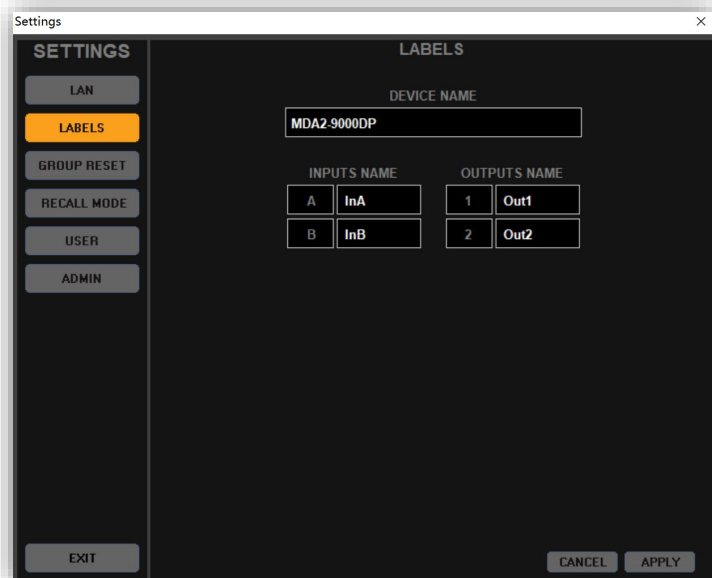 Settings
SETTINGS
LAN
LABELS
GROUP RESET
RECALL MODE
USER
ADMIN
EXIT
LABELS
DEVICE NAME
MDA2-9000DP
INPUTS NAME
A InA
B InB
OUTPUTS NAME
1 Out1
2 Out2
CANCEL APPLY